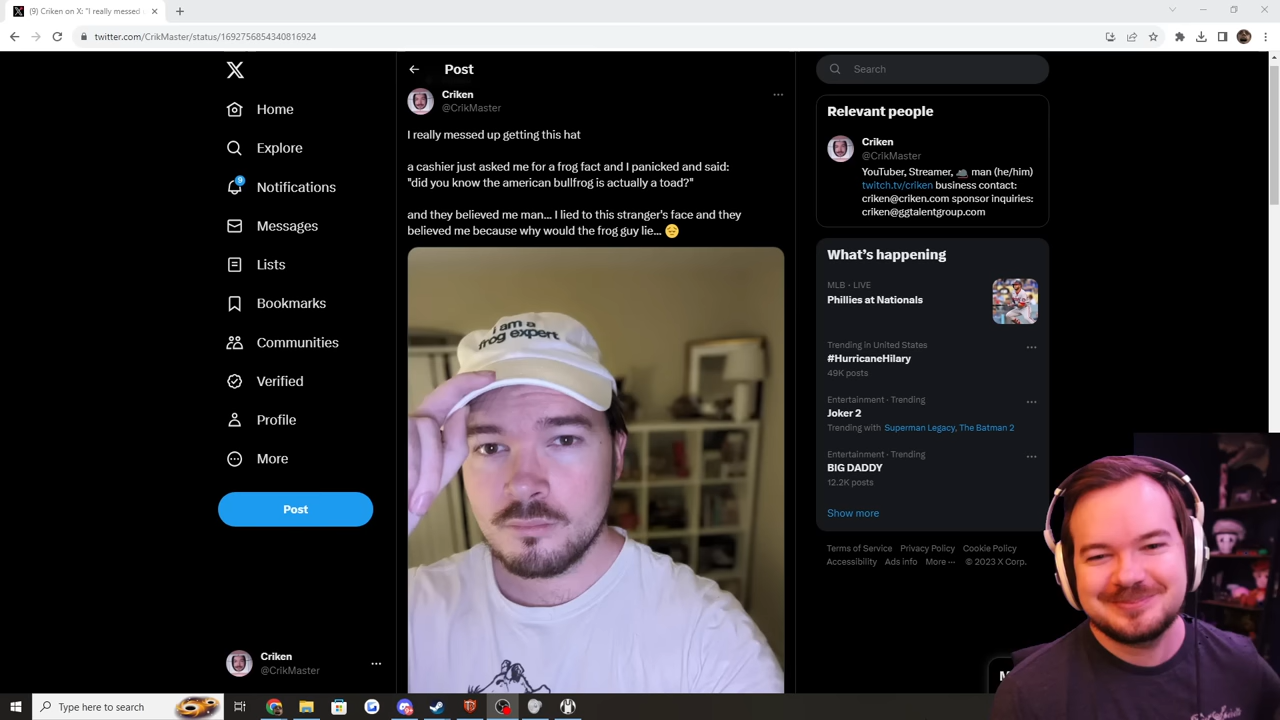 (9) Criken on X: "I really messed
twitter.com/CrikMaster/status/1692756854340816924
Home
Explore
9
Notifications
Messages
Lists
Bookmarks
Communities
Verified
Profile
More
Post
Criken
@CrikMaster
Post
Criken
@CrikMaster
I really messed up getting this hat
a cashier just asked me for a frog fact and I panicked and said:
"did you know the american bullfrog is actually a toad?"
and they believed me man... I lied to this stranger's face and they
believed me because why would the frog guy lie...
i am a
frog expert
Search
Relevant people
Criken
@CrikMaster
YouTuber, Streamer, man (he/him)
twitch.tv/criken business contact:
criken@criken.com sponsor inquiries:
criken@ggtalentgroup.com
What's happening
MLB · LIVE
Phillies at Nationals
Trending in United States
#HurricaneHilary
49K posts
Entertainment · Trending
Joker 2
Trending with Superman Legacy, The Batman 2
Entertainment · Trending
BIG DADDY
12.2K posts
Show more
Terms of Service Privacy Policy Cookie Policy
Accessibility Ads info More ··· © 2023 X Corp.
Type here to search